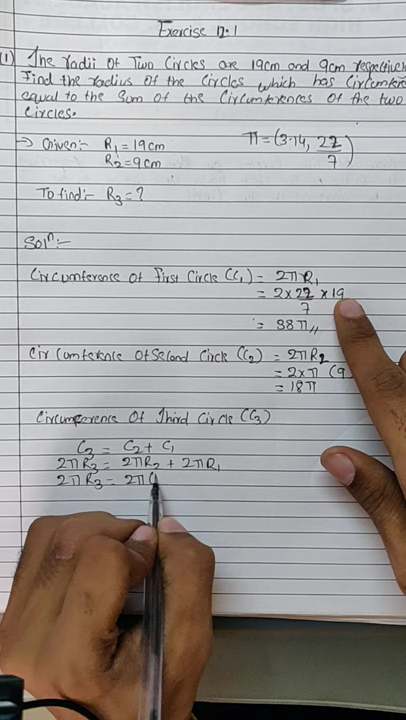 Exercise 12.1
(1) The radii Of Two Circles are 19cm and 9cm respectivel
Find the radius Of the Circles which has Circumfere
equal to the Sum of the Circumferences Of the two
Circles.
→ Given:- R1 = 19cm π = (3.14, 22/7)
R2 = 9cm
To find:- R3 = ?
Solⁿ:-
Circumference Of First Circle (C1) = 2πR1
= 2 × 22/7 × 19
= 38π,,
Circumference Of Second Circle (C2) = 2πR2
= 2×π (9
= 18π
Circumference Of Third Circle (C3)
C3 = C2 + C1
2πR3 = 2πR2 + 2πR1
2πR3 = 2π(